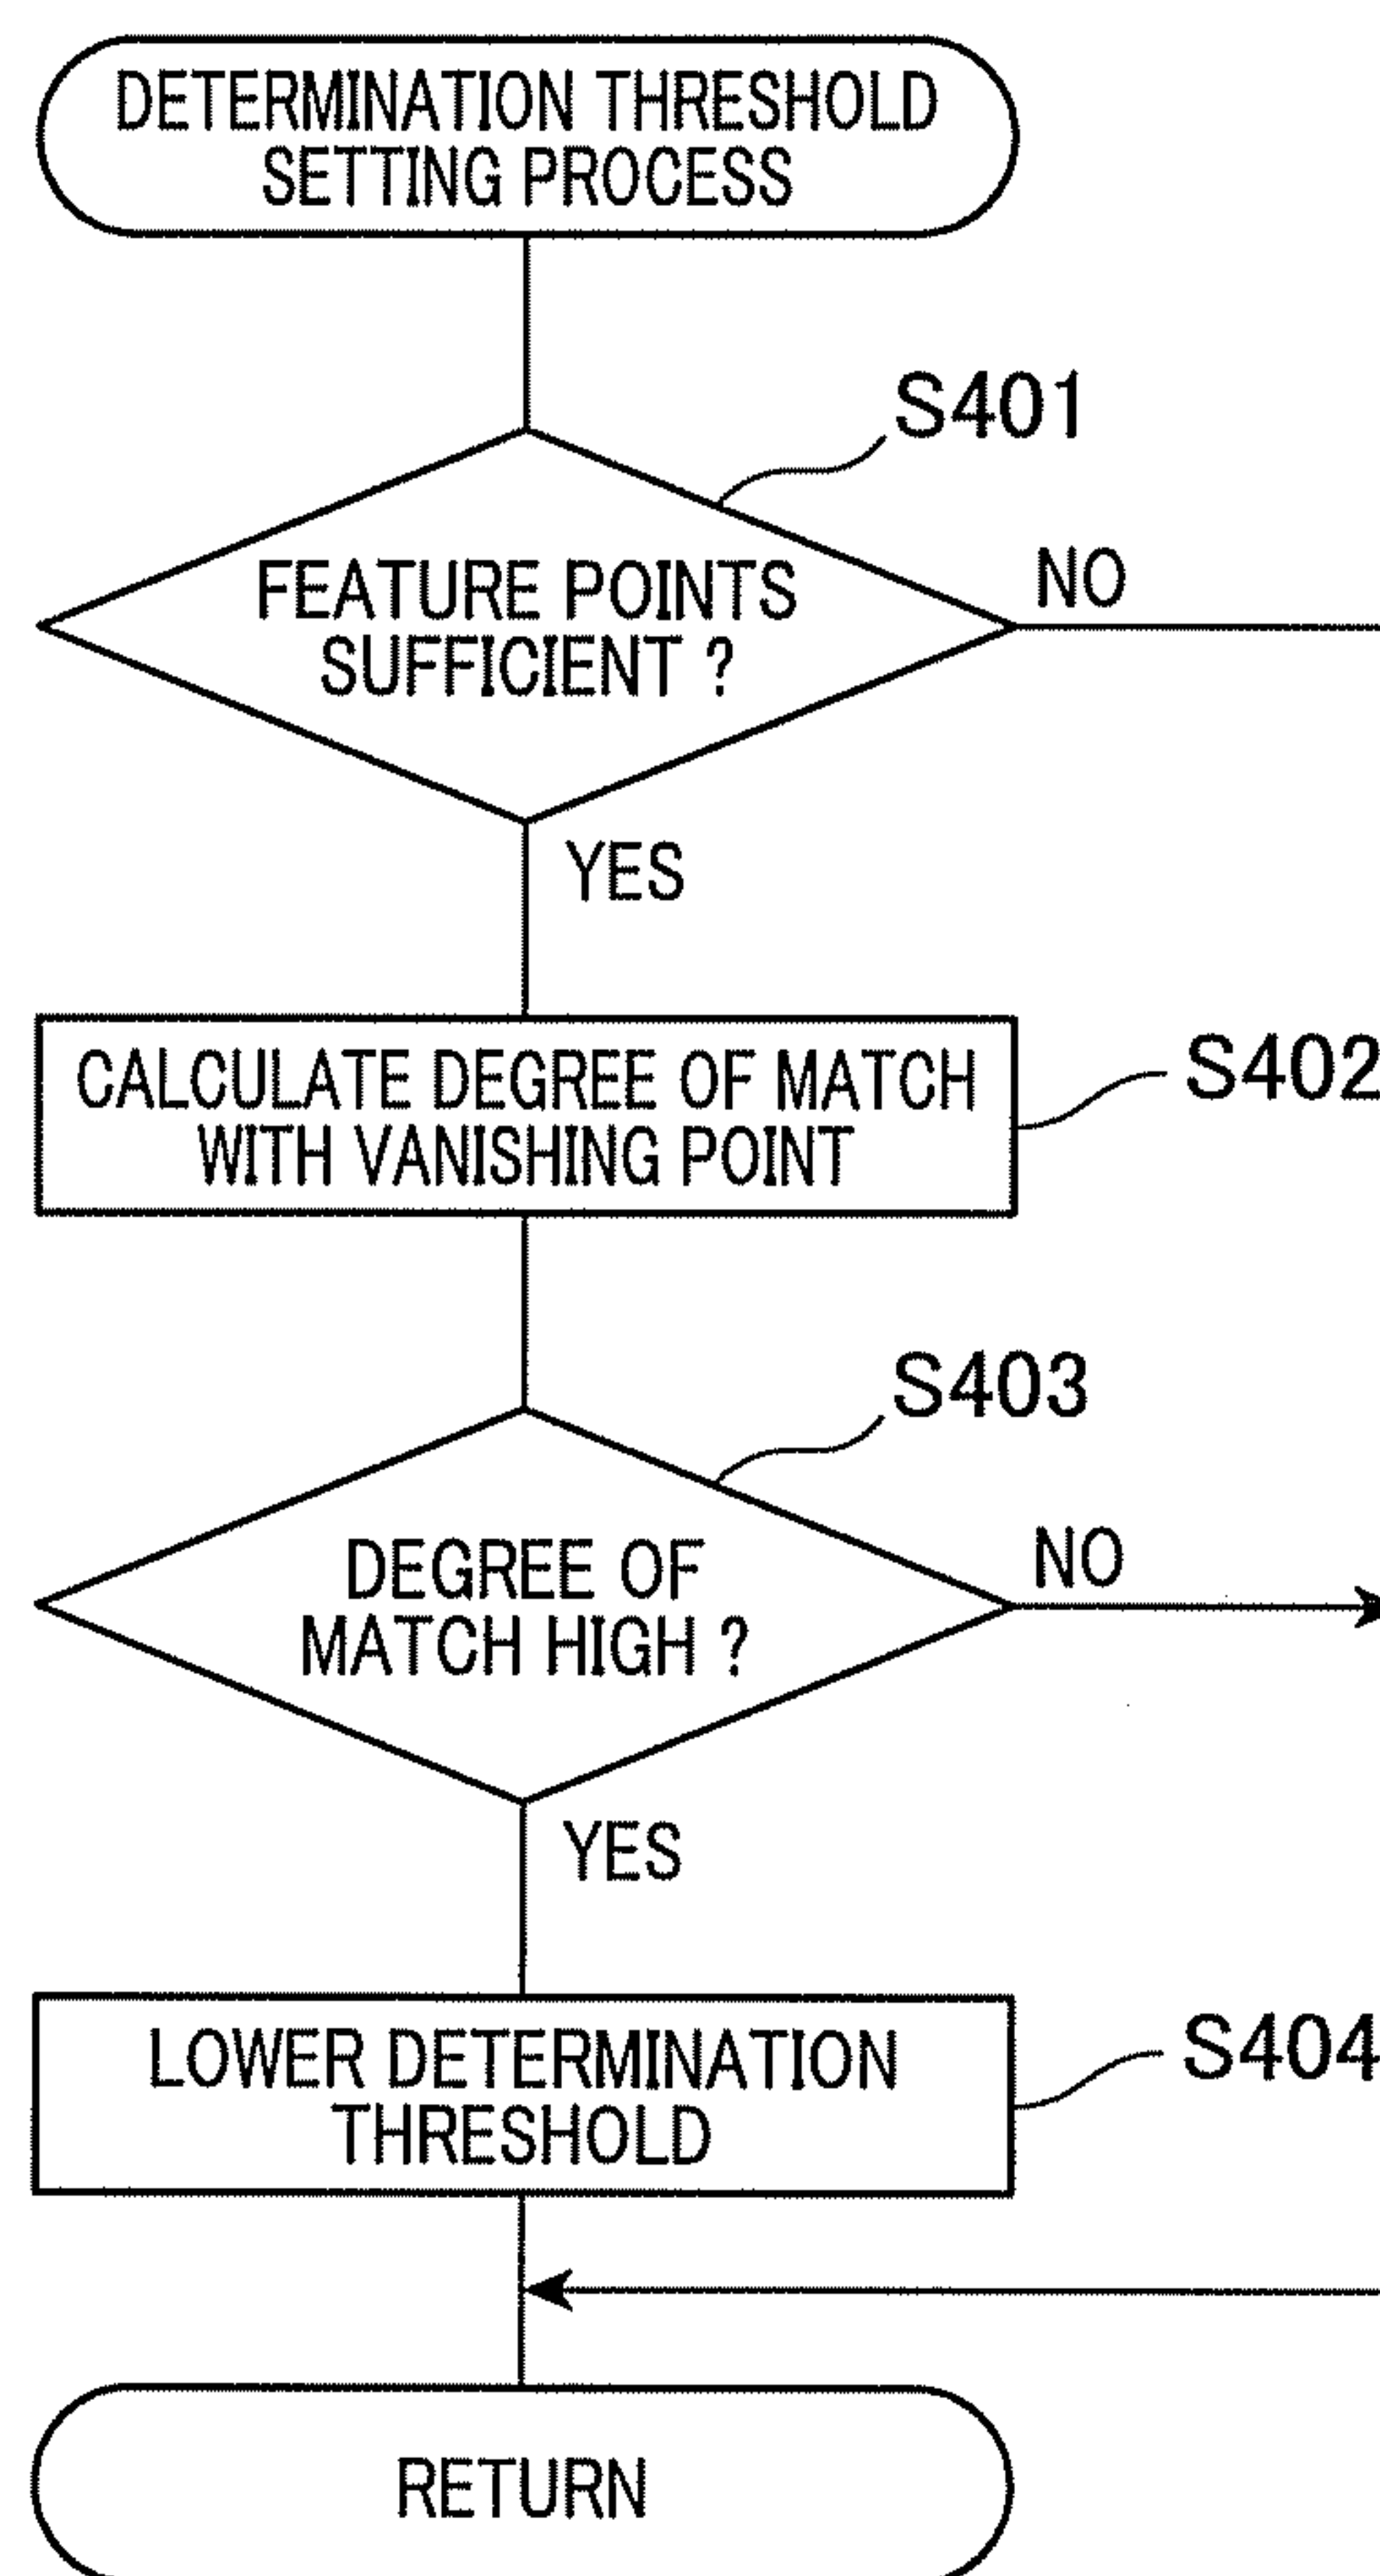 DETERMINATION THRESHOLD
SETTING PROCESS
S401
FEATURE POINTS
SUFFICIENT ?
NO
YES
CALCULATE DEGREE OF MATCH
WITH VANISHING POINT
S402
S403
DEGREE OF
MATCH HIGH ?
NO
YES
LOWER DETERMINATION
THRESHOLD
S404
RETURN